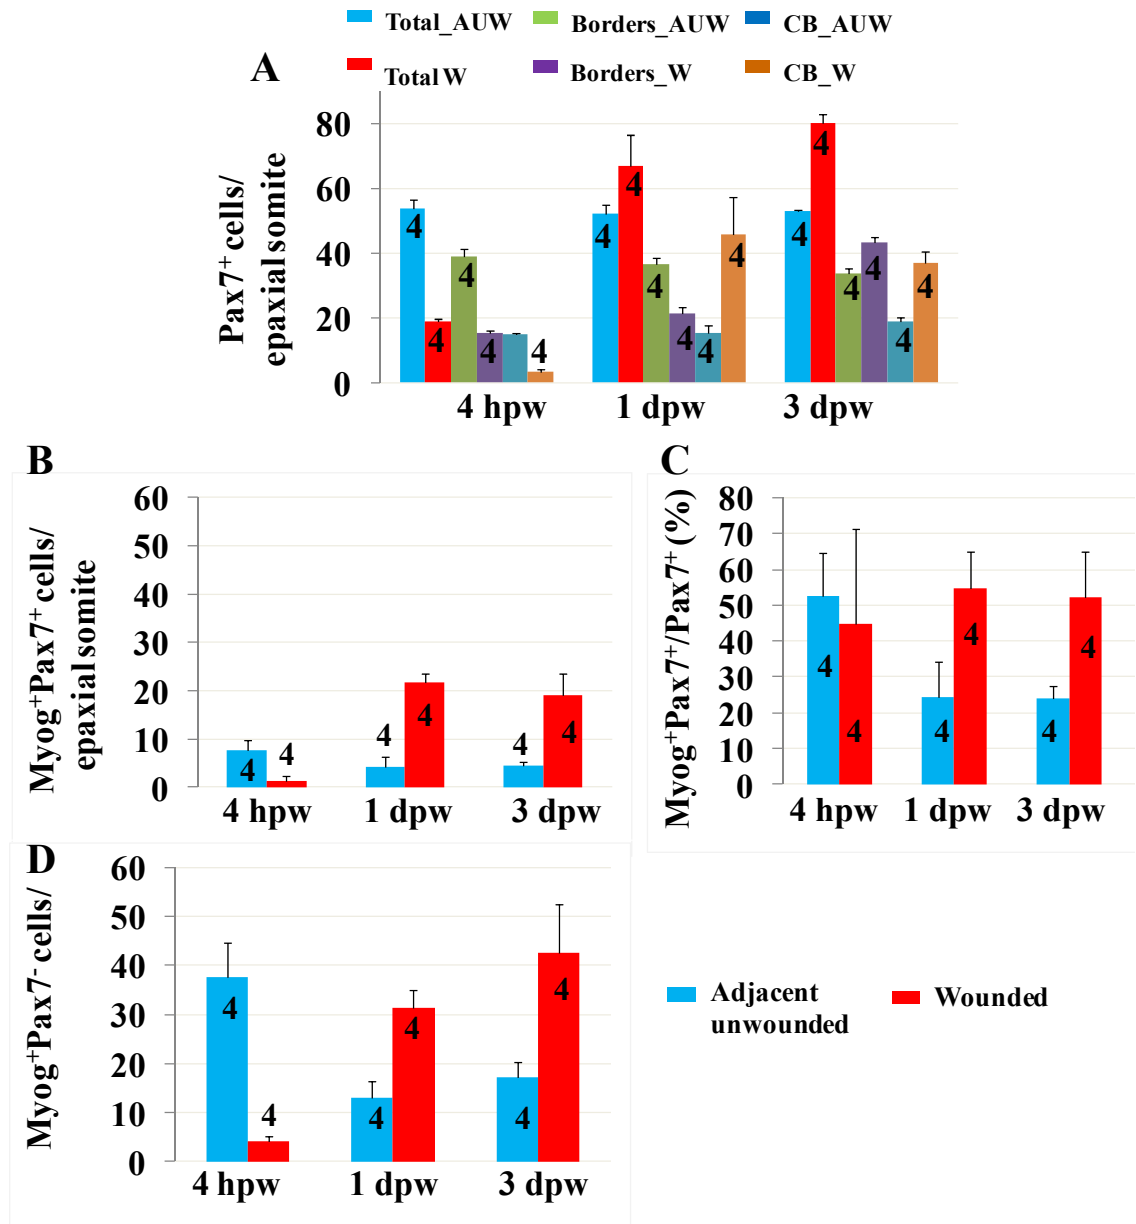 Total_AUW Borders_AUW CB_AUW
A Total W Borders_W CB_W
Pax7⁺ cells/
epaxial somite
80
60
40
20
0
4 4 4 4 4
4 4 4 4 4 4
4 4 4 4 4 4
4 hpw 1 dpw 3 dpw
B
Myog⁺Pax7⁺ cells/
epaxial somite
60
50
40
30
20
10
0
4 4 4 4 4 4
4 hpw 1 dpw 3 dpw
C
Myog⁺Pax7⁺/Pax7⁺ (%)
80
70
60
50
40
30
20
10
0
4 4 4 4 4 4
4 hpw 1 dpw 3 dpw
D
Myog⁺Pax7⁻ cells/
60
50
40
30
20
10
0
4 4 4 4 4 4
4 hpw 1 dpw 3 dpw
Adjacent Wounded
unwounded